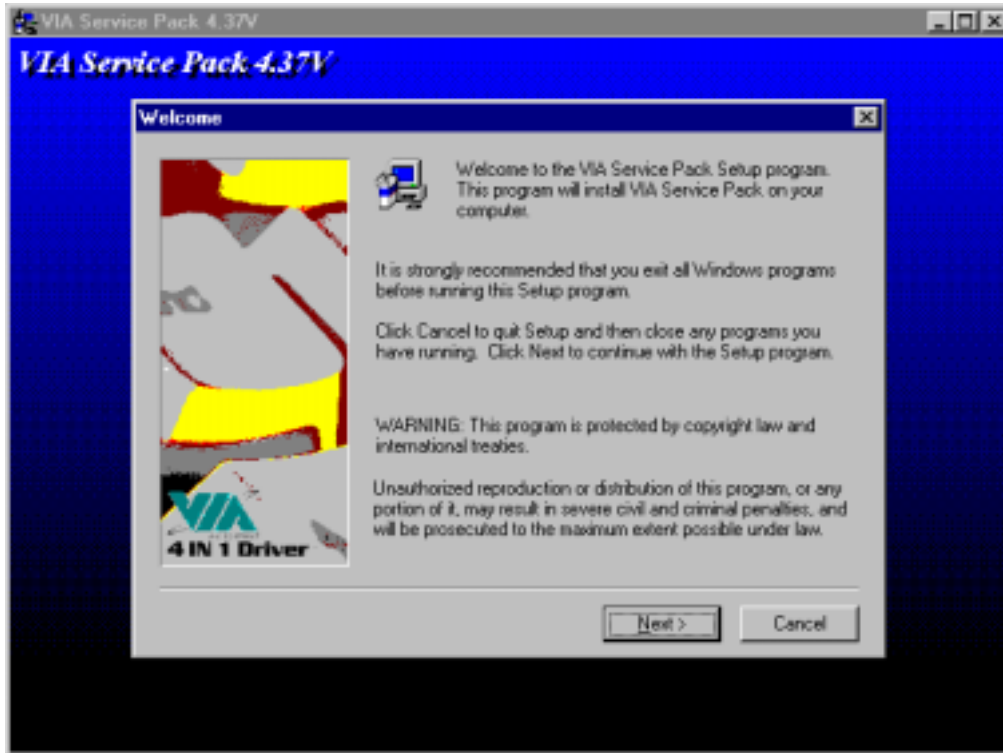 VIA Service Pack 4.37V
VIA Service Pack 4.37V
Welcome
Welcome to the VIA Service Pack Setup program.
This program will install VIA Service Pack on your
computer.
It is strongly recommended that you exit all Windows programs
before running this Setup program.
Click Cancel to quit Setup and then close any programs you
have running. Click Next to continue with the Setup program.
WARNING: This program is protected by copyright law and
international treaties.
Unauthorized reproduction or distribution of this program, or any
portion of it, may result in severe civil and criminal penalties, and
will be prosecuted to the maximum extent possible under law.
VIA
4 IN 1 Driver
Next >
Cancel